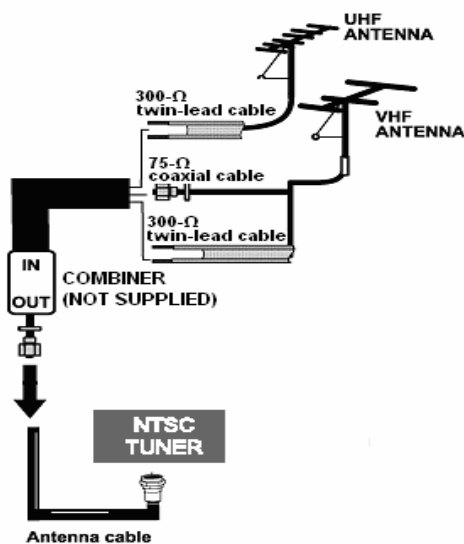 UHF
ANTENNA
300-Ω
twin-lead cable
VHF
ANTENNA
75-Ω
coaxial cable
300-Ω
twin-lead cable
IN
OUT
COMBINER
(NOT SUPPLIED)
NTSC
TUNER
Antenna cable